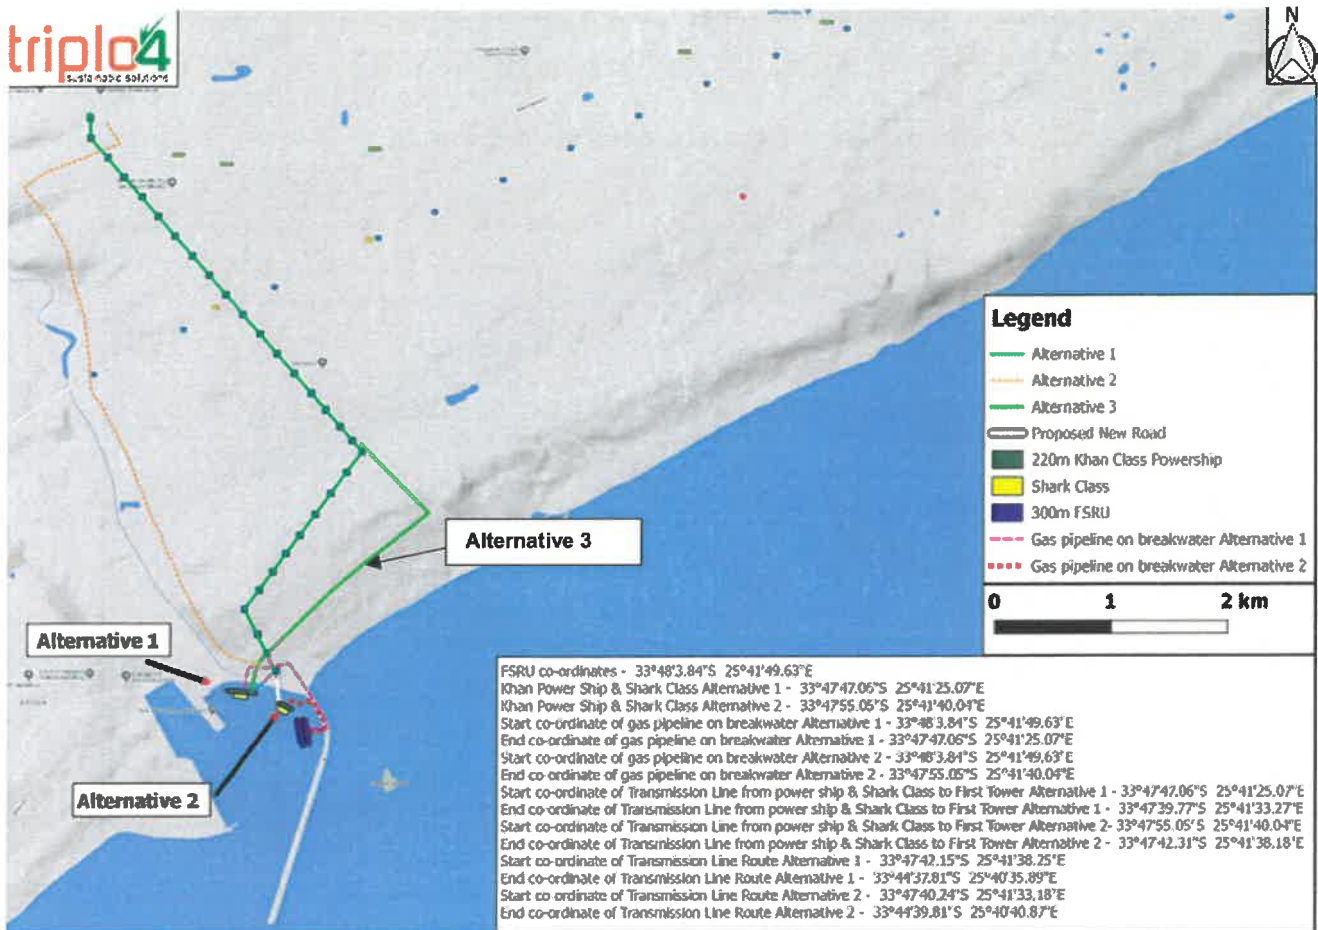 triplo4
sustainable solutions
N
Legend
Alternative 1
Alternative 2
Alternative 3
Proposed New Road
220m Khan Class Powership
Shark Class
300m FSRU
Gas pipeline on breakwater Alternative 1
Gas pipeline on breakwater Alternative 2
0 1 2 km
Alternative 3
Alternative 1
Alternative 2
FSRU co-ordinates - 33°48'3.84"S 25°41'49.63"E
Khan Power Ship & Shark Class Alternative 1 - 33°47'47.06"S 25°41'25.07"E
Khan Power Ship & Shark Class Alternative 2 - 33°47'55.05"S 25°41'40.04"E
Start co-ordinate of gas pipeline on breakwater Alternative 1 - 33°48'3.84"S 25°41'49.63"E
End co-ordinate of gas pipeline on breakwater Alternative 1 - 33°47'47.06"S 25°41'25.07"E
Start co-ordinate of gas pipeline on breakwater Alternative 2 - 33°48'3.84"S 25°41'49.63"E
End co-ordinate of gas pipeline on breakwater Alternative 2 - 33°47'55.05"S 25°41'40.04"E
Start co-ordinate of Transmission Line from power ship & Shark Class to First Tower Alternative 1 - 33°47'47.06"S 25°41'25.07"E
End co-ordinate of Transmission Line from power ship & Shark Class to First Tower Alternative 1 - 33°47'39.77"S 25°41'33.27"E
Start co-ordinate of Transmission Line from power ship & Shark Class to First Tower Alternative 2- 33°47'55.05"S 25°41'40.04"E
End co-ordinate of Transmission Line from power ship & Shark Class to First Tower Alternative 2 - 33°47'42.31"S 25°41'38.18"E
Start co-ordinate of Transmission Line Route Alternative 1 - 33°47'42.15"S 25°41'38.25"E
End co-ordinate of Transmission Line Route Alternative 1 - 33°44'37.81"S 25°40'35.89"E
Start co-ordinate of Transmission Line Route Alternative 2 - 33°47'40.24"S 25°41'33.18"E
End co-ordinate of Transmission Line Route Alternative 2 - 33°44'39.81"S 25°40'40.87"E